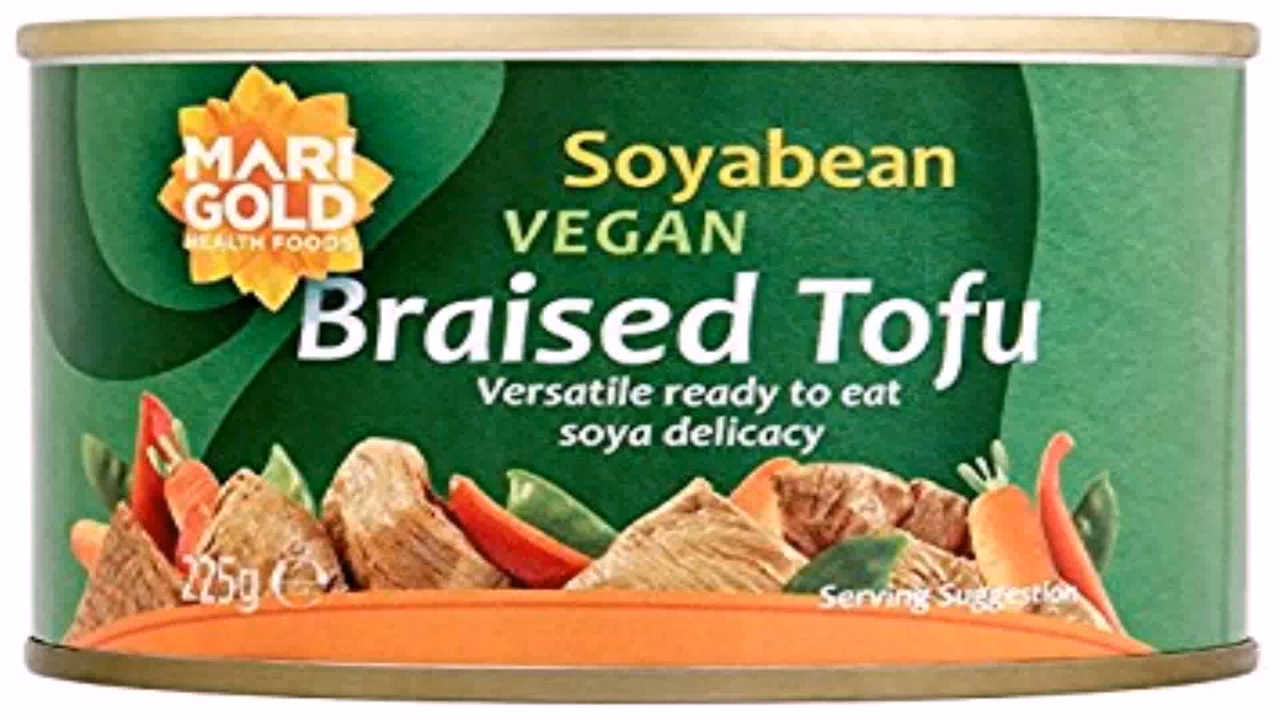 MARI
GOLD
HEALTH FOODS
Soyabean
VEGAN
Braised Tofu
Versatile ready to eat
soya delicacy
225g ℮
Serving Suggestion